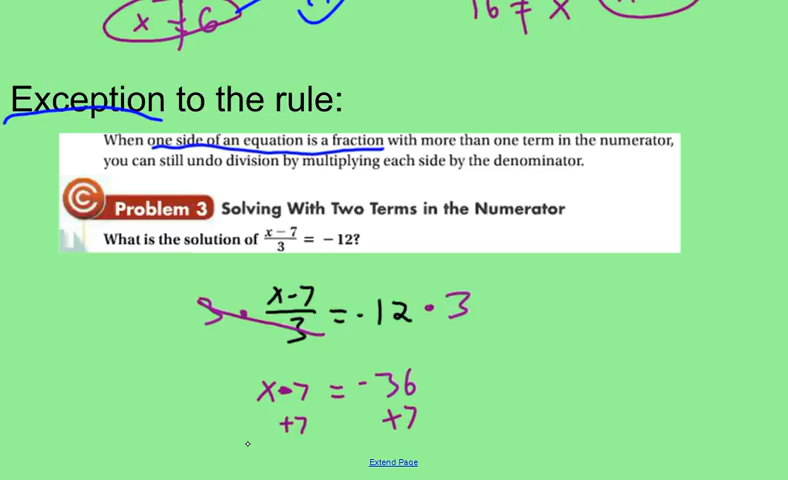 x = 6
16 = x
Exception to the rule:
When one side of an equation is a fraction with more than one term in the numerator,
you can still undo division by multiplying each side by the denominator.
C Problem 3 Solving With Two Terms in the Numerator
What is the solution of x − 7 / 3 = − 12?
3 · x-7 / 3 = -12 · 3
x-7 = -36
+7 +7
Extend Page